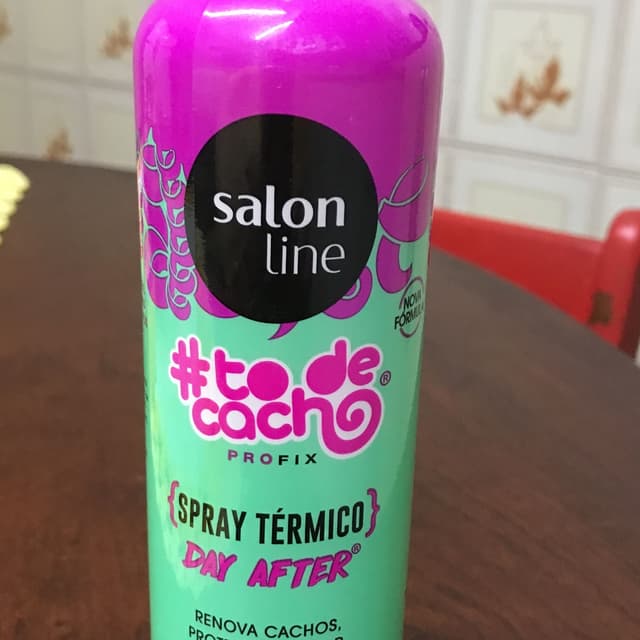 salon
line
NOVA
FÓRMULA
#to de
cacho®
PROFIX
{SPRAY TÉRMICO}
DAY AFTER®
RENOVA CACHOS,